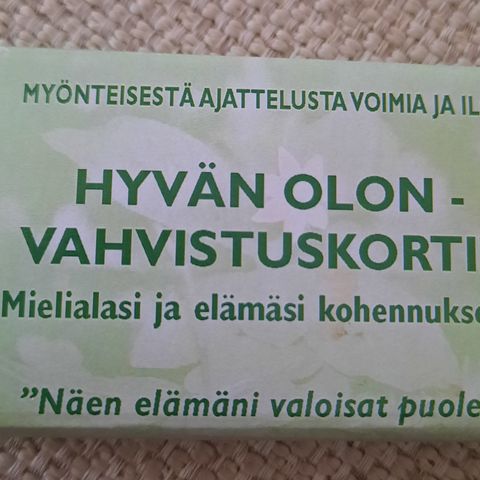 MYÖNTEISESTÄ AJATTELUSTA VOIMIA JA IL
HYVÄN OLON -
VAHVISTUSKORTI
Mielialasi ja elämäsi kohennukse
”Näen elämäni valoisat puole